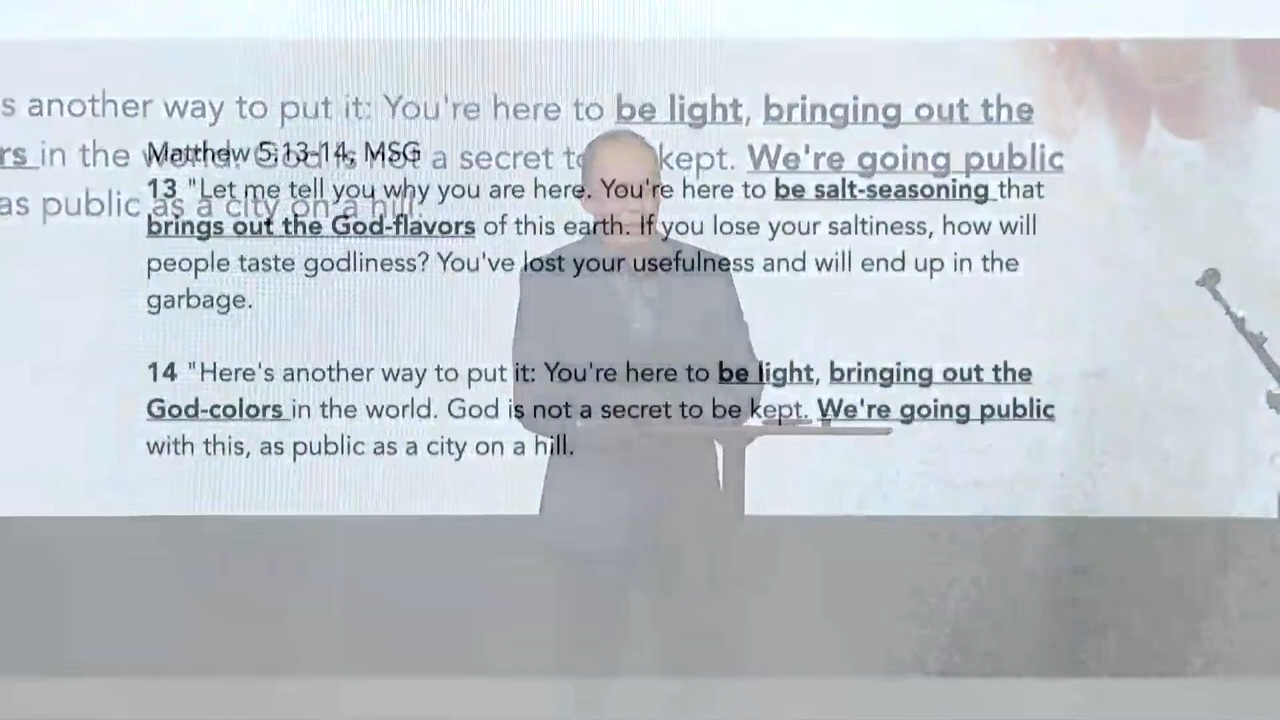 s another way to put it: You're here to be light, bringing out the
rs in the w a secret to kept. We're going public
as public as a city on a hill.
Matthew 5:13-14, MSG
13 "Let me tell you why you are here. You're here to be salt-seasoning that
brings out the God-flavors of this earth. If you lose your saltiness, how will
people taste godliness? You've lost your usefulness and will end up in the
garbage.
14 "Here's another way to put it: You're here to be light, bringing out the
God-colors in the world. God is not a secret to be kept. We're going public
with this, as public as a city on a hill.